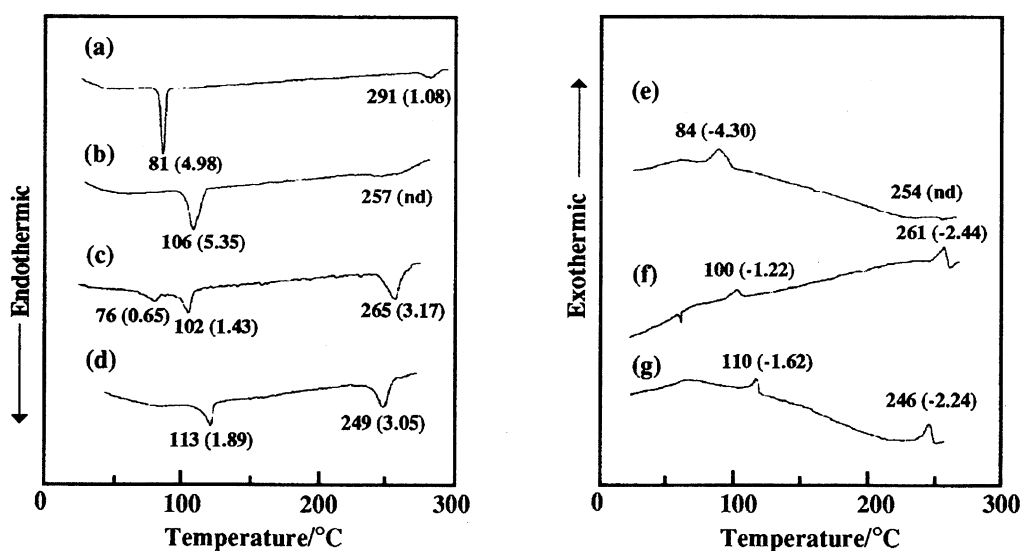 (a)
291 (1.08)
81 (4.98)
(b)
257 (nd)
106 (5.35)
(c)
76 (0.65)
102 (1.43)
265 (3.17)
(d)
113 (1.89)
249 (3.05)
Endothermic
0
100
200
300
Temperature/°C
(e)
84 (-4.30)
254 (nd)
261 (-2.44)
(f)
100 (-1.22)
(g)
110 (-1.62)
246 (-2.24)
Exothermic
0
100
200
300
Temperature/°C